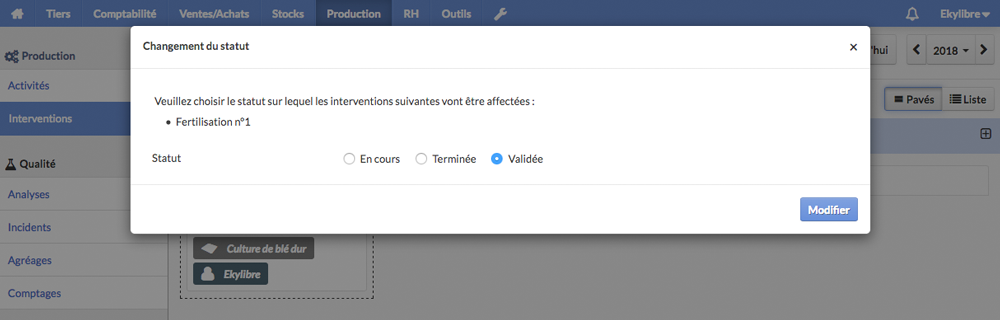 Tiers Comptabilité Ventes/Achats Stocks Production RH Outils Ekylibre
Changement du statut ×
Production
'hui 2018
Activités
Veuillez choisir le statut sur lequel les interventions suivantes vont être affectées :
Pavés Liste
Interventions
• Fertilisation n°1
Statut En cours Terminée Validée
Qualité
Analyses
Modifier
Incidents
Culture de blé dur
Agréages
Ekylibre
Comptages